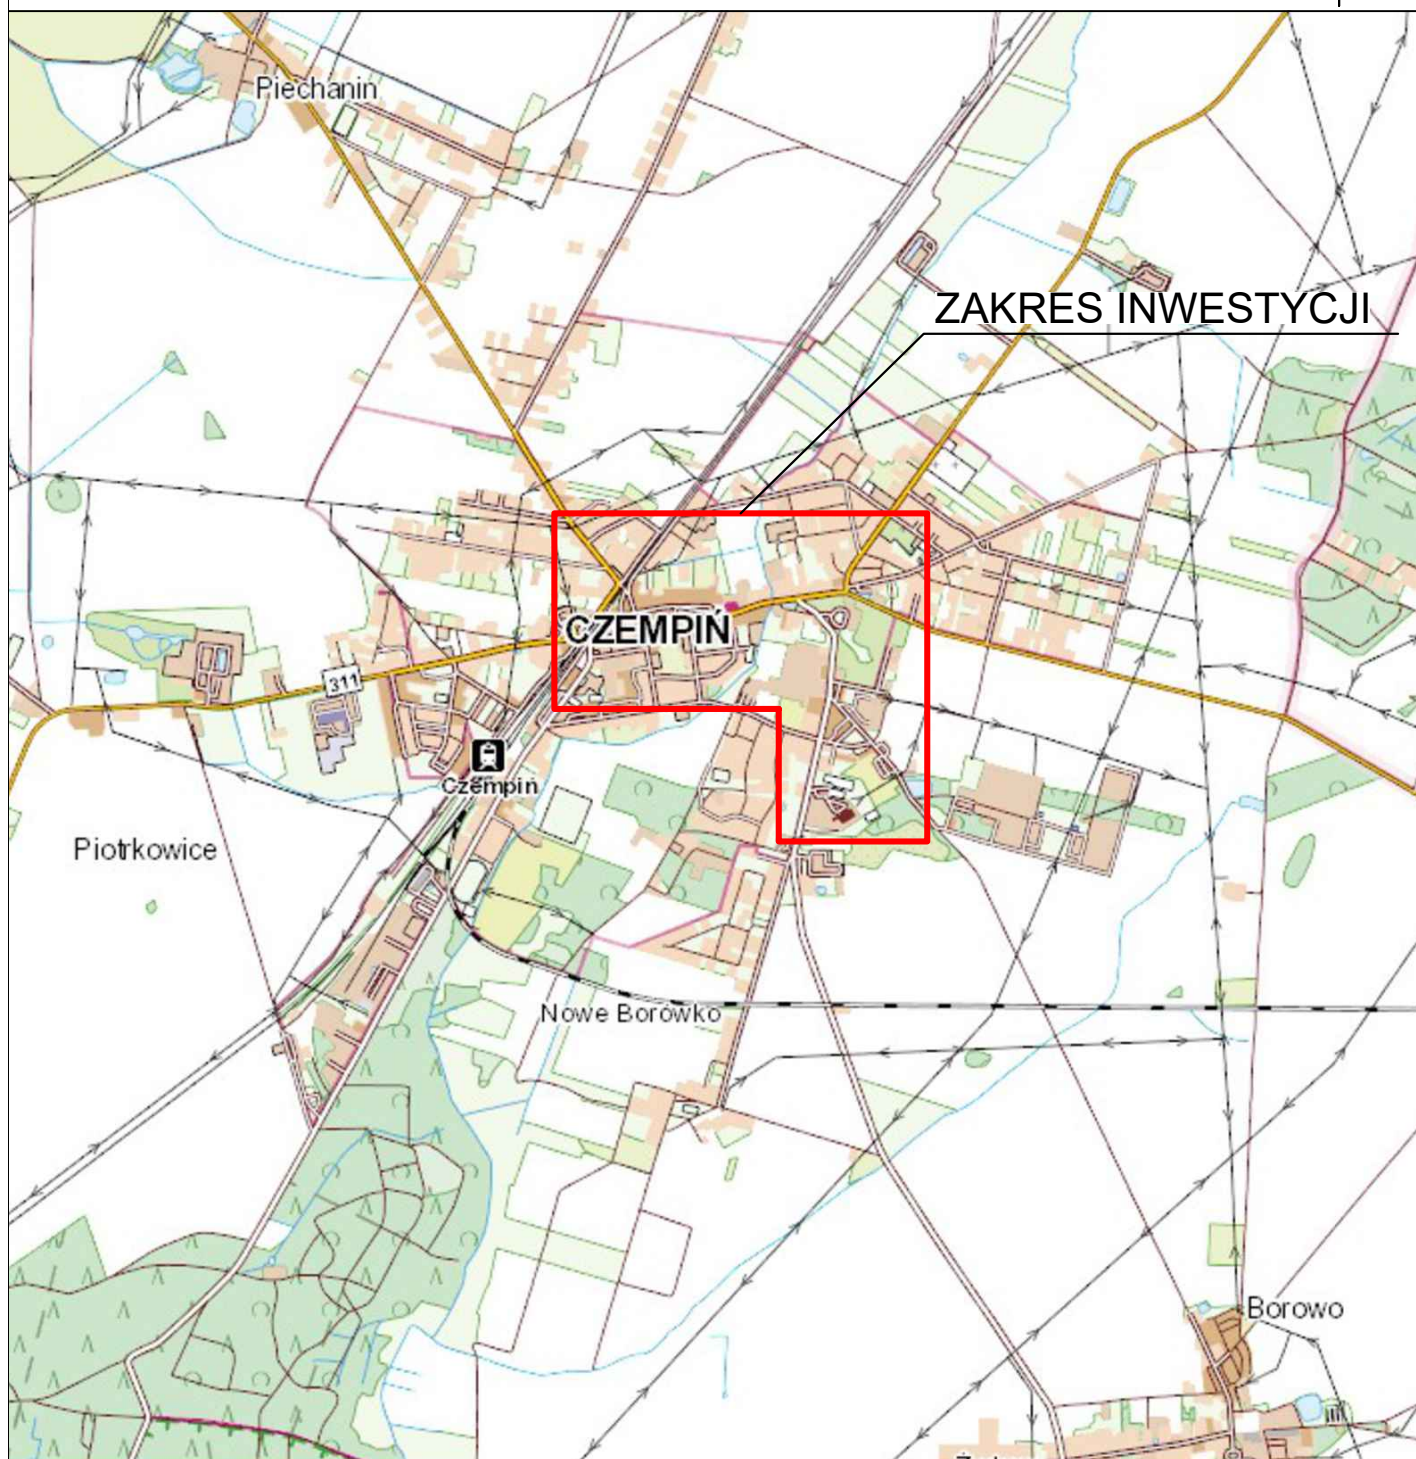 Piechanin
ZAKRES INWESTYCJI
CZEMPIŃ
311
Czempiń
Piotrkowice
Nowe Borówko
Borowo